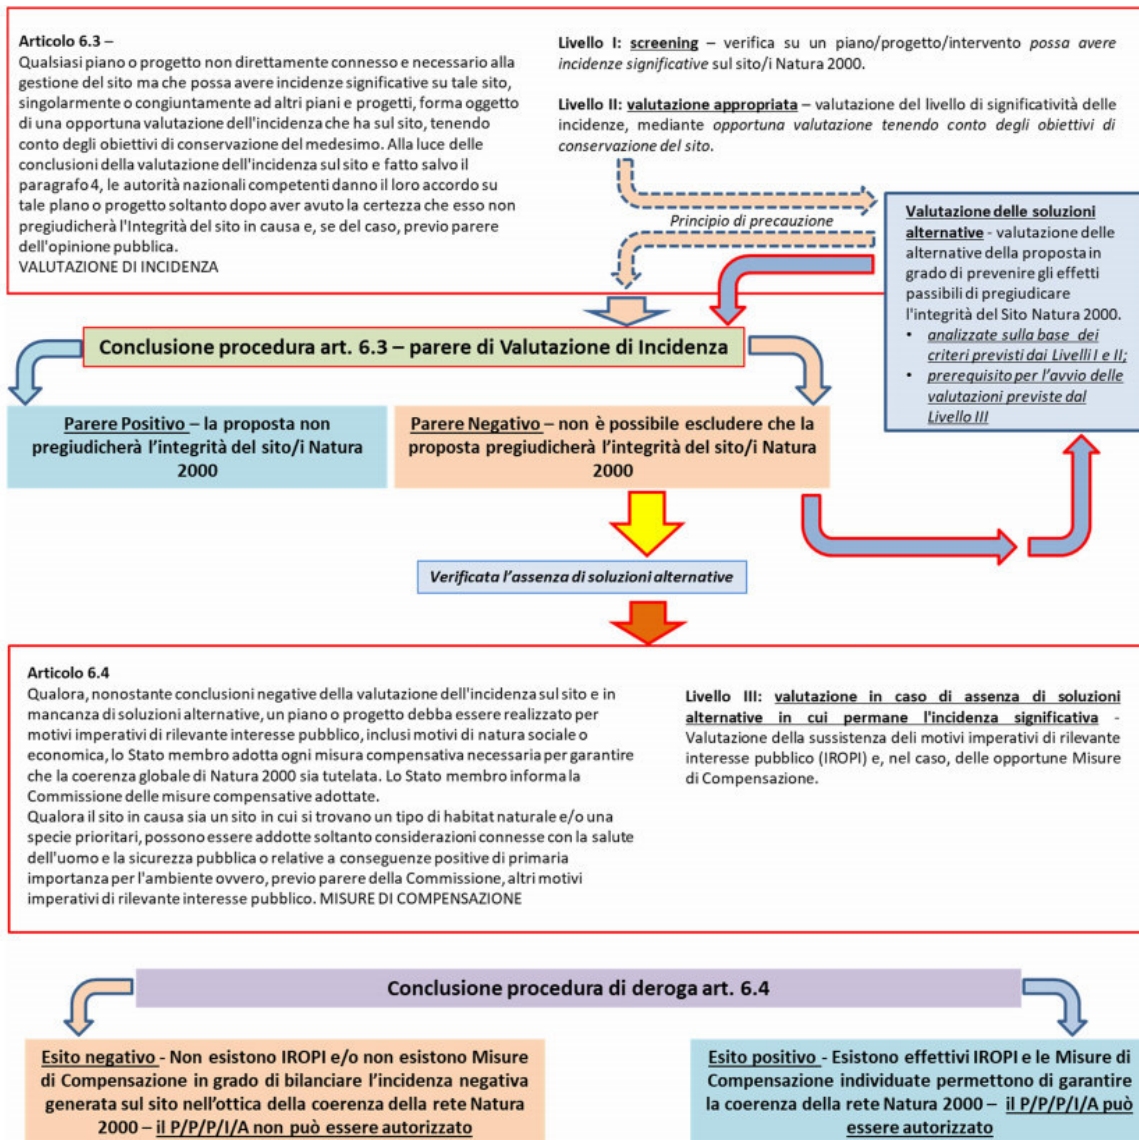 Articolo 6.3 –
Qualsiasi piano o progetto non direttamente connesso e necessario alla
gestione del sito ma che possa avere incidenze significative su tale sito,
singolarmente o congiuntamente ad altri piani e progetti, forma oggetto
di una opportuna valutazione dell'incidenza che ha sul sito, tenendo
conto degli obiettivi di conservazione del medesimo. Alla luce delle
conclusioni della valutazione dell'incidenza sul sito e fatto salvo il
paragrafo 4, le autorità nazionali competenti danno il loro accordo su
tale plano o progetto soltanto dopo aver avuto la certezza che esso non
pregiudicherà l'Integrità del sito in causa e, se del caso, previo parere
dell'opinione pubblica.
VALUTAZIONE DI INCIDENZA
Livello I: screening – verifica su un piano/progetto/intervento possa avere
incidenze significative sul sito/i Natura 2000.
Livello II: valutazione appropriata – valutazione del livello di significatività delle
incidenze, mediante opportuna valutazione tenendo conto degli obiettivi di
conservazione del sito.
Principio di precauzione
Valutazione delle soluzioni
alternative - valutazione delle
alternative della proposta in
grado di prevenire gli effetti
passibili di pregiudicare
l'integrità del Sito Natura 2000.
• analizzate sulla base dei
criteri previsti dai Livelli I e II;
• prerequisito per l'avvio delle
valutazioni previste dal
Livello III
Conclusione procedura art. 6.3 – parere di Valutazione di Incidenza
Parere Positivo – la proposta non
pregiudicherà l'integrità del sito/i Natura
2000
Parere Negativo – non è possibile escludere che la
proposta pregiudicherà l'integrità del sito/i Natura
2000
Verificata l'assenza di soluzioni alternative
Articolo 6.4
Qualora, nonostante conclusioni negative della valutazione dell'incidenza sul sito e in
mancanza di soluzioni alternative, un piano o progetto debba essere realizzato per
motivi imperativi di rilevante interesse pubblico, inclusi motivi di natura sociale o
economica, lo Stato membro adotta ogni misura compensativa necessaria per garantire
che la coerenza globale di Natura 2000 sia tutelata. Lo Stato membro informa la
Commissione delle misure compensative adottate.
Qualora il sito in causa sia un sito in cui si trovano un tipo di habitat naturale e/o una
specie prioritari, possono essere addotte soltanto considerazioni connesse con la salute
dell'uomo e la sicurezza pubblica o relative a conseguenze positive di primaria
importanza per l'ambiente ovvero, previo parere della Commissione, altri motivi
imperativi di rilevante interesse pubblico. MISURE DI COMPENSAZIONE
Livello III: valutazione in caso di assenza di soluzioni
alternative in cui permane l'incidenza significativa -
Valutazione della sussistenza deli motivi imperativi di rilevante
interesse pubblico (IROPI) e, nel caso, delle opportune Misure
di Compensazione.
Conclusione procedura di deroga art. 6.4
Esito negativo - Non esistono IROPI e/o non esistono Misure
di Compensazione in grado di bilanciare l'incidenza negativa
generata sul sito nell'ottica della coerenza della rete Natura
2000 – il P/P/P/I/A non può essere autorizzato
Esito positivo - Esistono effettivi IROPI e le Misure di
Compensazione individuate permettono di garantire
la coerenza della rete Natura 2000 – il P/P/P/I/A può
essere autorizzato